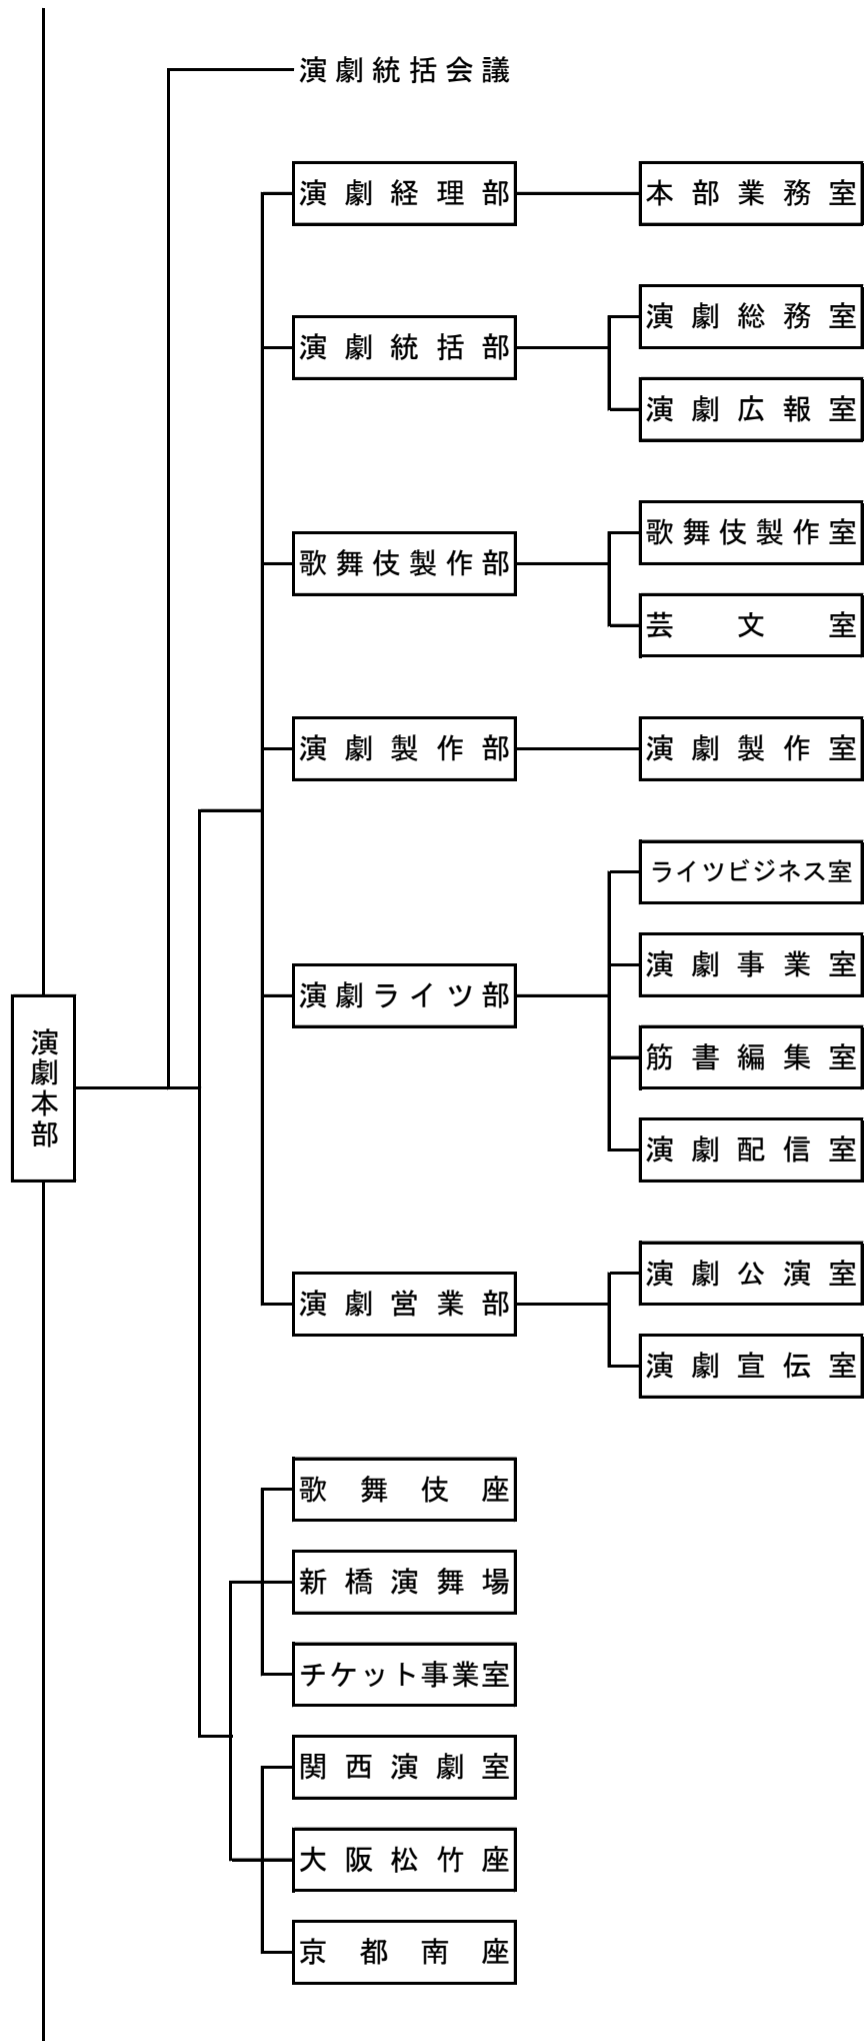 演劇統括会議
演劇経理部
本部業務室
演劇統括部
演劇総務室
演劇広報室
歌舞伎製作部
歌舞伎製作室
芸文室
演劇製作部
演劇製作室
演劇本部
演劇ライツ部
ライツビジネス室
演劇事業室
筋書編集室
演劇配信室
演劇営業部
演劇公演室
演劇宣伝室
歌舞伎座
新橋演舞場
チケット事業室
関西演劇室
大阪松竹座
京都南座